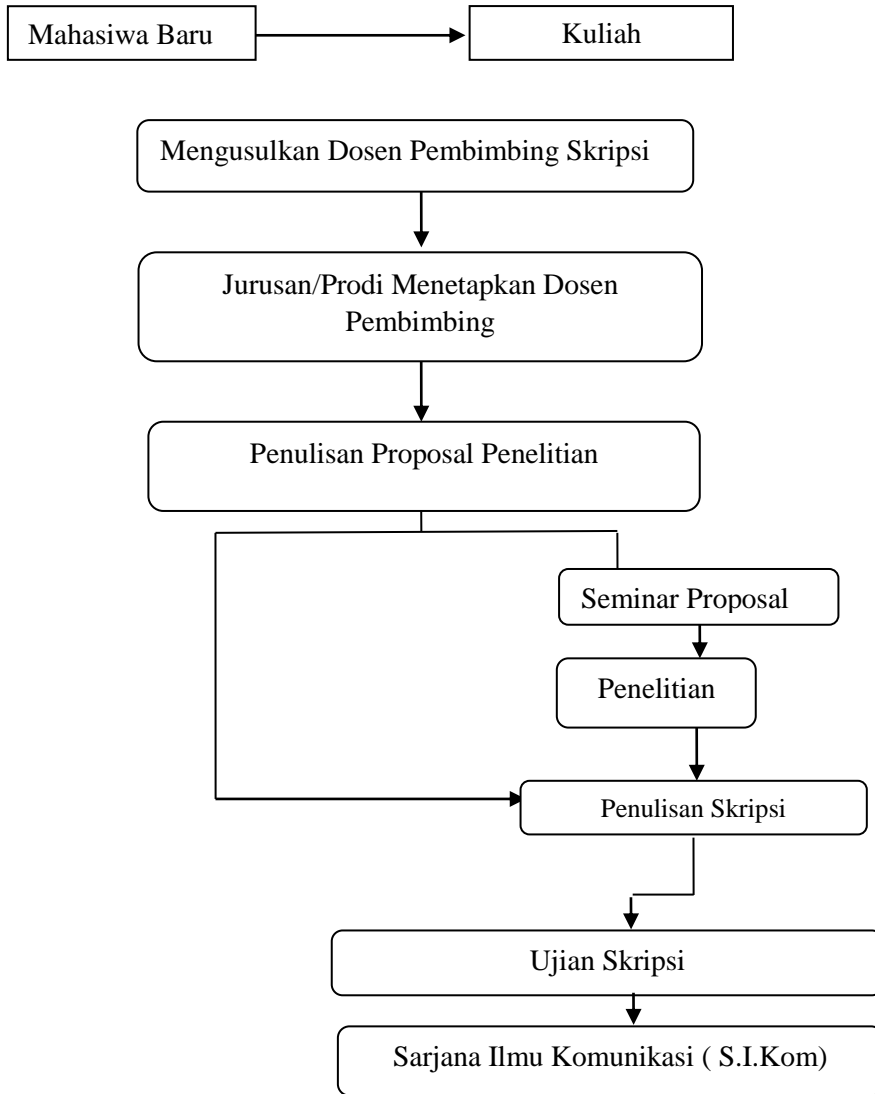 Mahasiwa Baru
Kuliah
Mengusulkan Dosen Pembimbing Skripsi
Jurusan/Prodi Menetapkan Dosen
Pembimbing
Penulisan Proposal Penelitian
Seminar Proposal
Penelitian
Penulisan Skripsi
Ujian Skripsi
Sarjana Ilmu Komunikasi ( S.I.Kom)